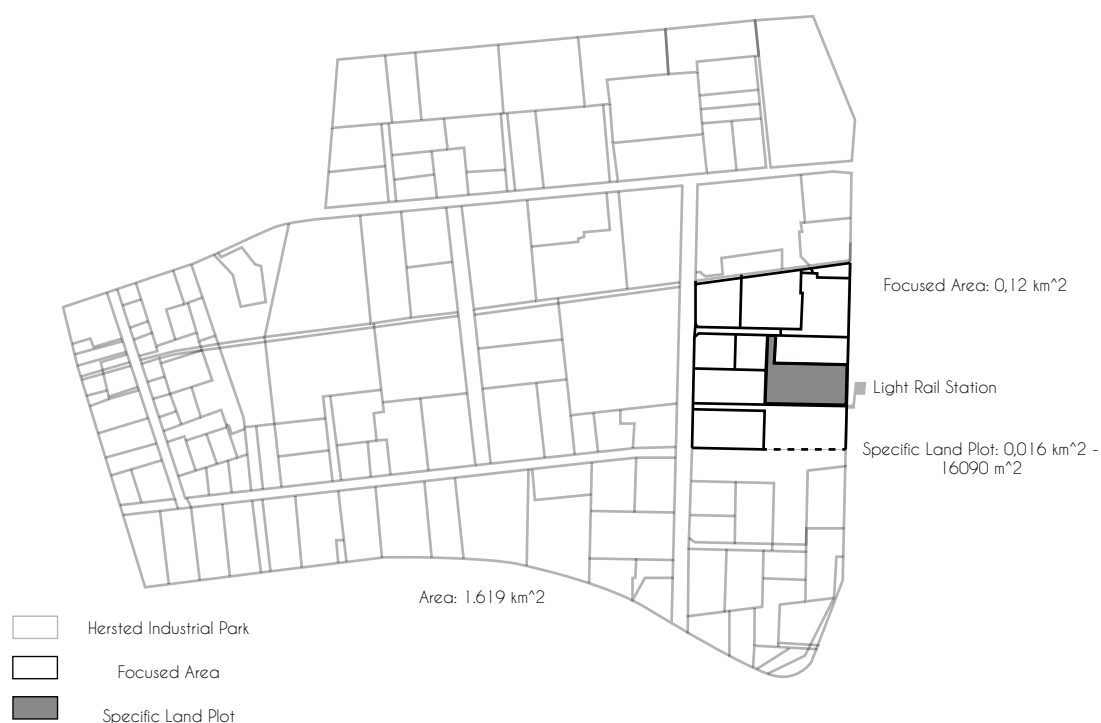 Focused Area: 0,12 km^2
Light Rail Station
Specific Land Plot: 0,016 km^2 -
16090 m^2
Area: 1.619 km^2
Hersted Industrial Park
Focused Area
Specific Land Plot